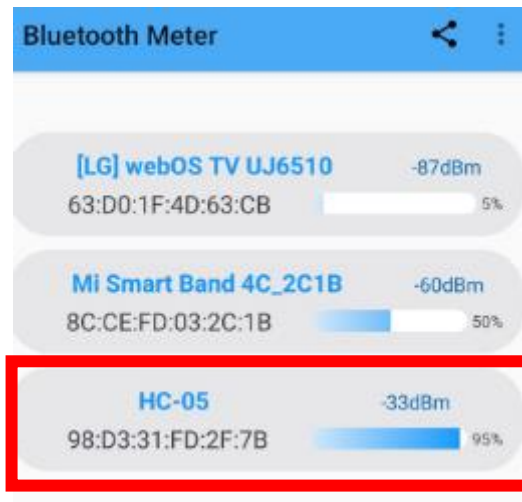 Bluetooth Meter
[LG] webOS TV UJ6510 -87dBm
63:D0:1F:4D:63:CB 5%
Mi Smart Band 4C_2C1B -60dBm
8C:CE:FD:03:2C:1B 50%
HC-05 -33dBm
98:D3:31:FD:2F:7B 95%